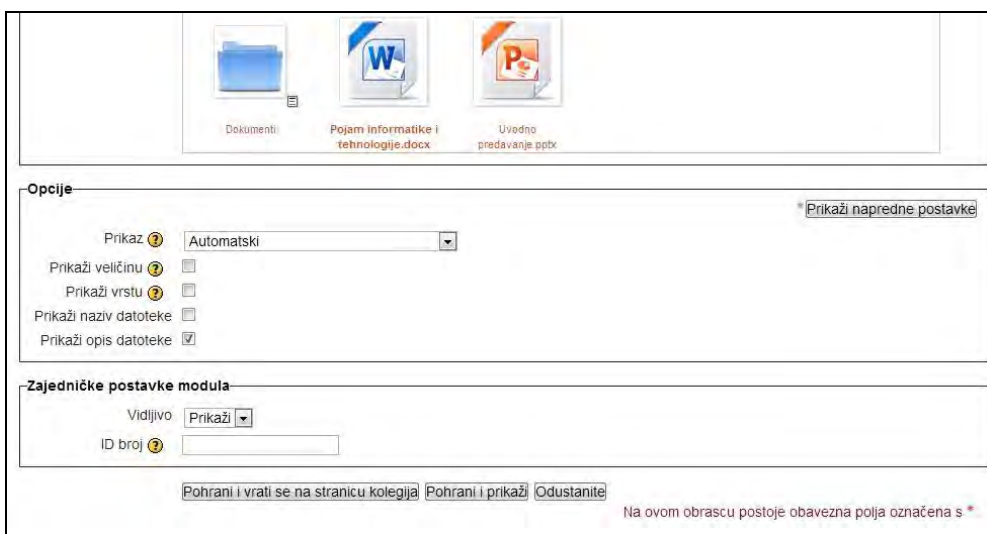 Dokumenti
Pojam informatike i
tehnologije.docx
Uvodno
predavanje.pptx
Opcije
* Prikaži napredne postavke
Prikaz
Automatski
Prikaži veličinu
Prikaži vrstu
Prikaži naziv datoteke
Prikaži opis datoteke
Zajedničke postavke modula
Vidljivo Prikaži
ID broj
Pohrani i vrati se na stranicu kolegija Pohrani i prikaži Odustanite
Na ovom obrascu postoje obavezna polja označena s *